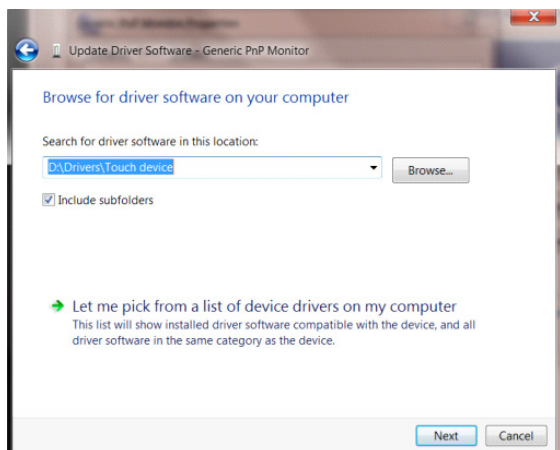 Update Driver Software - Generic PnP Monitor
Browse for driver software on your computer
Search for driver software in this location:
D:\Drivers\Touch device
Browse...
Include subfolders
Let me pick from a list of device drivers on my computer
This list will show installed driver software compatible with the device, and all
driver software in the same category as the device.
Next
Cancel